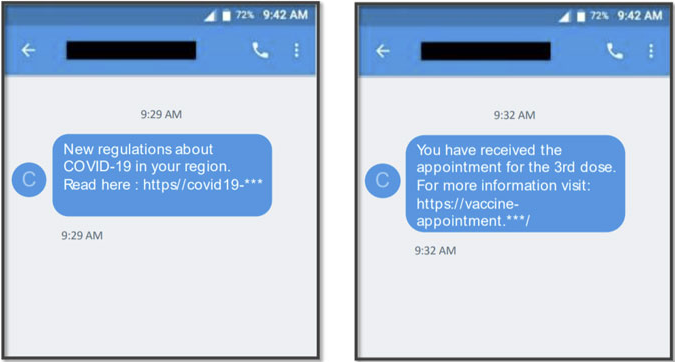 72% 9:42 AM
9:29 AM
C
New regulations about
COVID-19 in your region.
Read here : https//covid19-***
9:29 AM
72% 9:42 AM
9:32 AM
C
You have received the
appointment for the 3rd dose.
For more information visit:
https://vaccine-
appointment.***/
9:32 AM